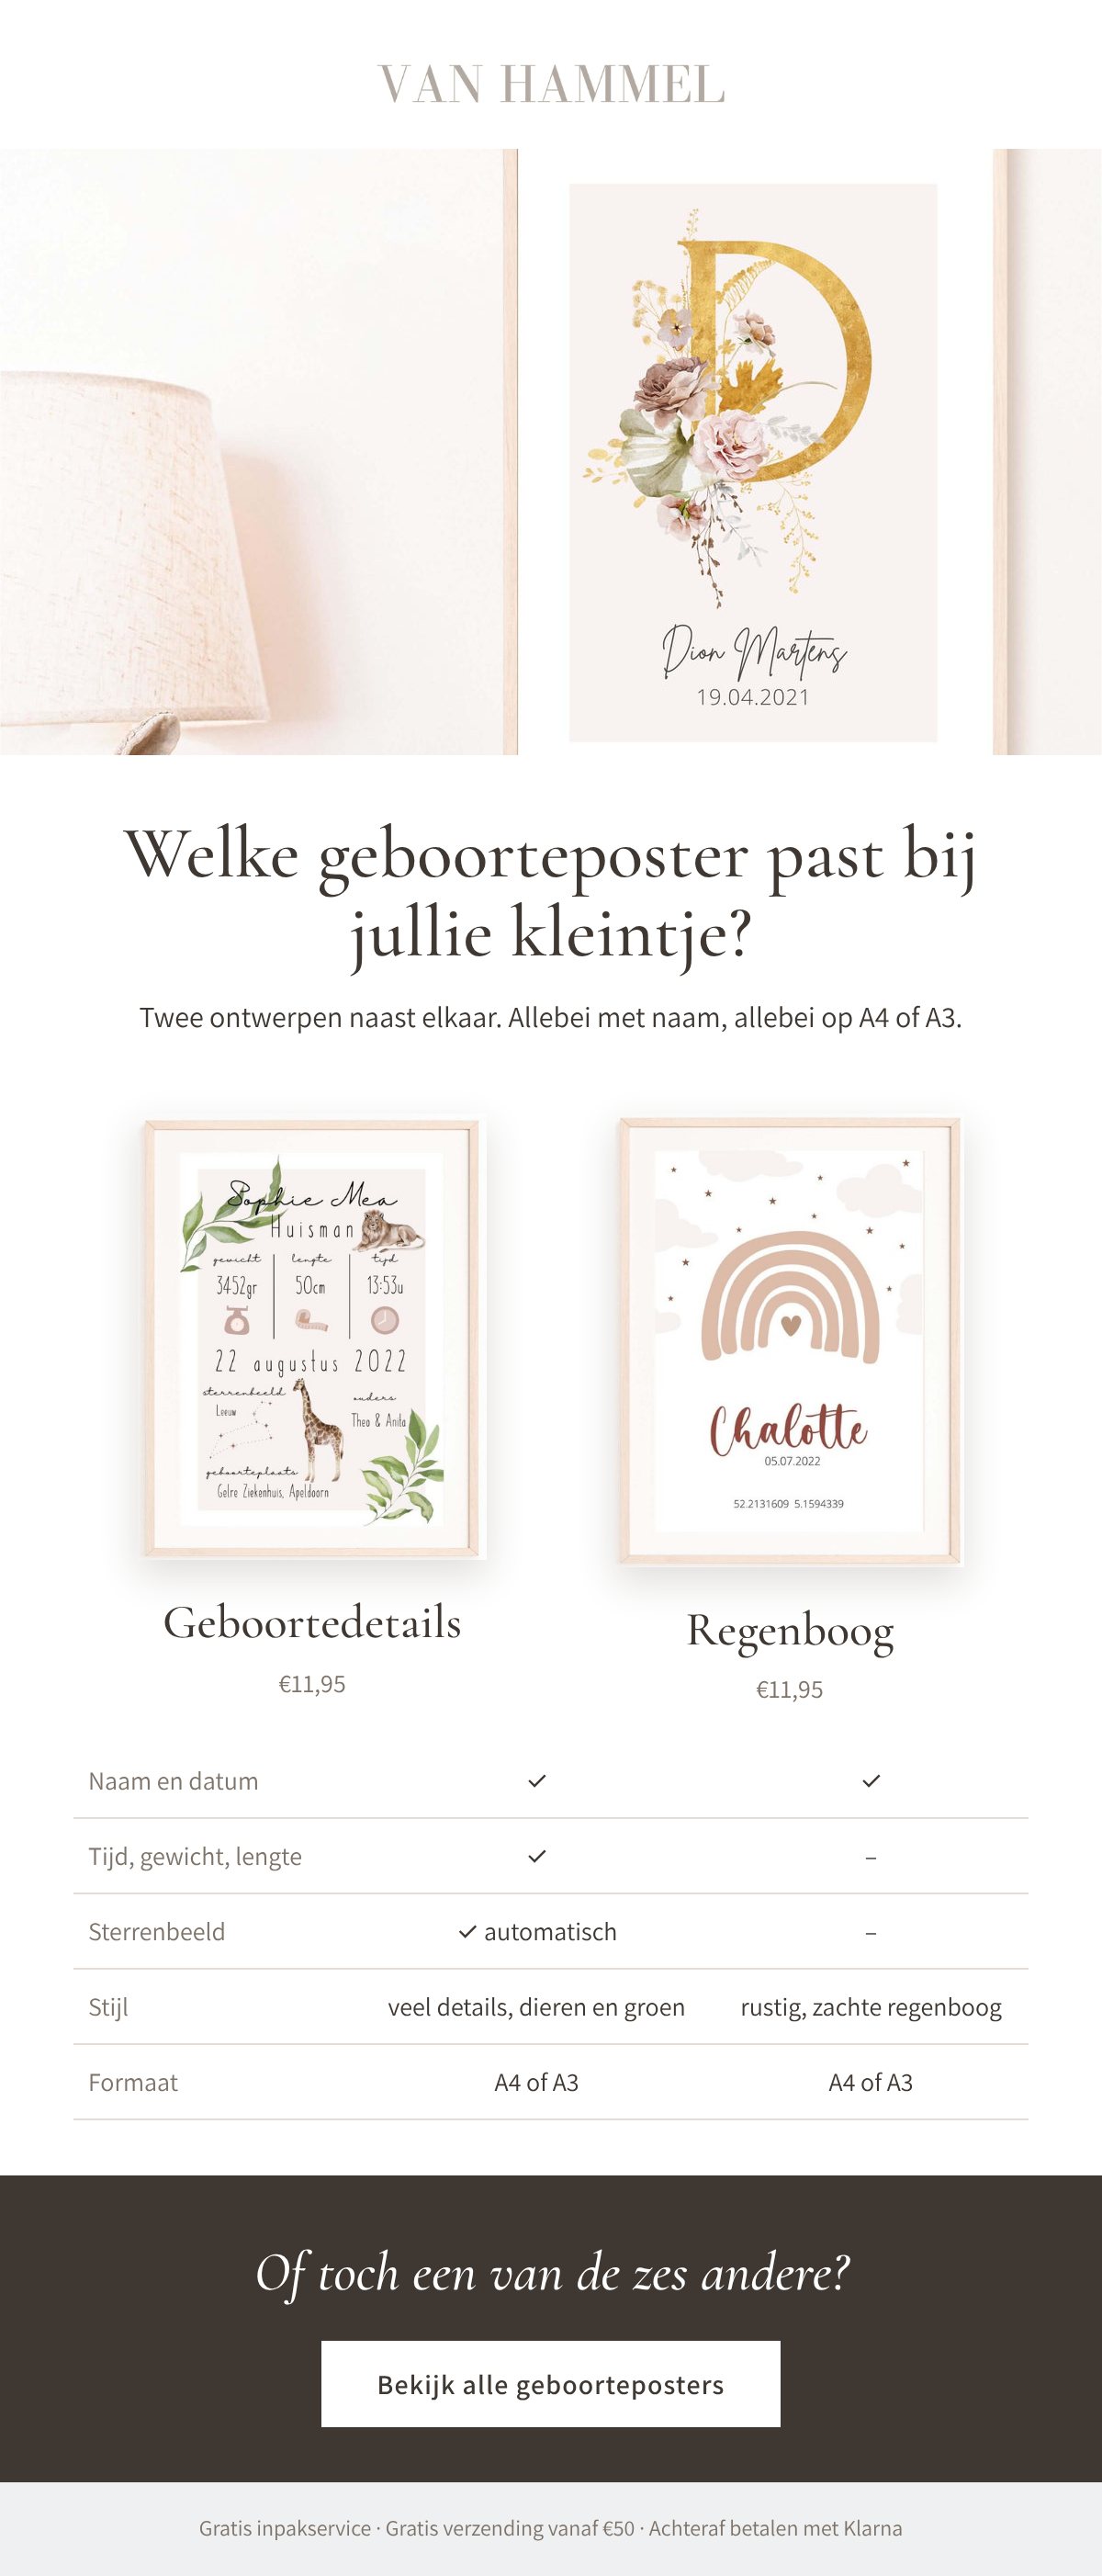 VAN HAMMEL
D
Dion Martens
19.04.2021
Welke geboorteposter past bij
jullie kleintje?
Twee ontwerpen naast elkaar. Allebei met naam, allebei op A4 of A3.
Sophie Mea
Huisman
gewicht lengte tijd
3452gr 50cm 13:53u
22 augustus 2022
sterrenbeeld ouders
Leeuw Theo & Anita
geboorteplaats
Gelre Ziekenhuis, Apeldoorn
Chalotte
05.07.2022
52.2131609 5.1594339
Geboortedetails
€11,95
Regenboog
€11,95
Naam en datum ✓ ✓
Tijd, gewicht, lengte ✓ –
Sterrenbeeld ✓ automatisch –
Stijl veel details, dieren en groen rustig, zachte regenboog
Formaat A4 of A3 A4 of A3
Of toch een van de zes andere?
Bekijk alle geboorteposters
Gratis inpakservice · Gratis verzending vanaf €50 · Achteraf betalen met Klarna